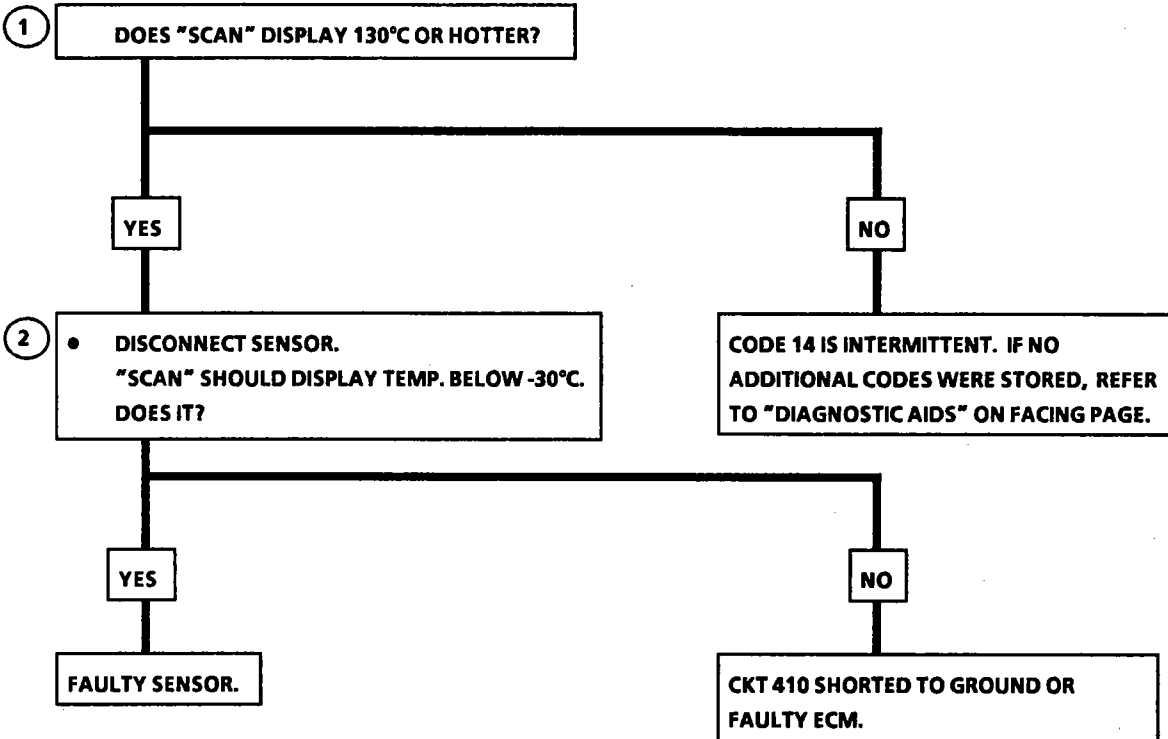 1
DOES "SCAN" DISPLAY 130°C OR HOTTER?
YES
NO
2
• DISCONNECT SENSOR.
"SCAN" SHOULD DISPLAY TEMP. BELOW -30°C.
DOES IT?
CODE 14 IS INTERMITTENT. IF NO
ADDITIONAL CODES WERE STORED, REFER
TO "DIAGNOSTIC AIDS" ON FACING PAGE.
YES
NO
FAULTY SENSOR.
CKT 410 SHORTED TO GROUND OR
FAULTY ECM.